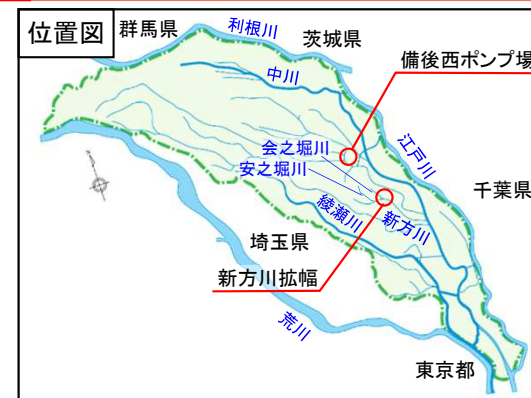 位置図
群馬県
利根川
茨城県
備後西ポンプ場
中川
江戸川
会之堀川
安之堀川
千葉県
綾瀬川
新方川
埼玉県
新方川拡幅
荒川
東京都